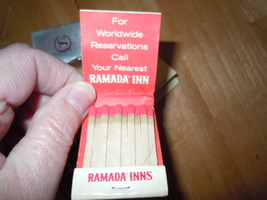 For
Worldwide
Reservations
Call
Your Nearest
RAMADA INN
RAMADA INNS